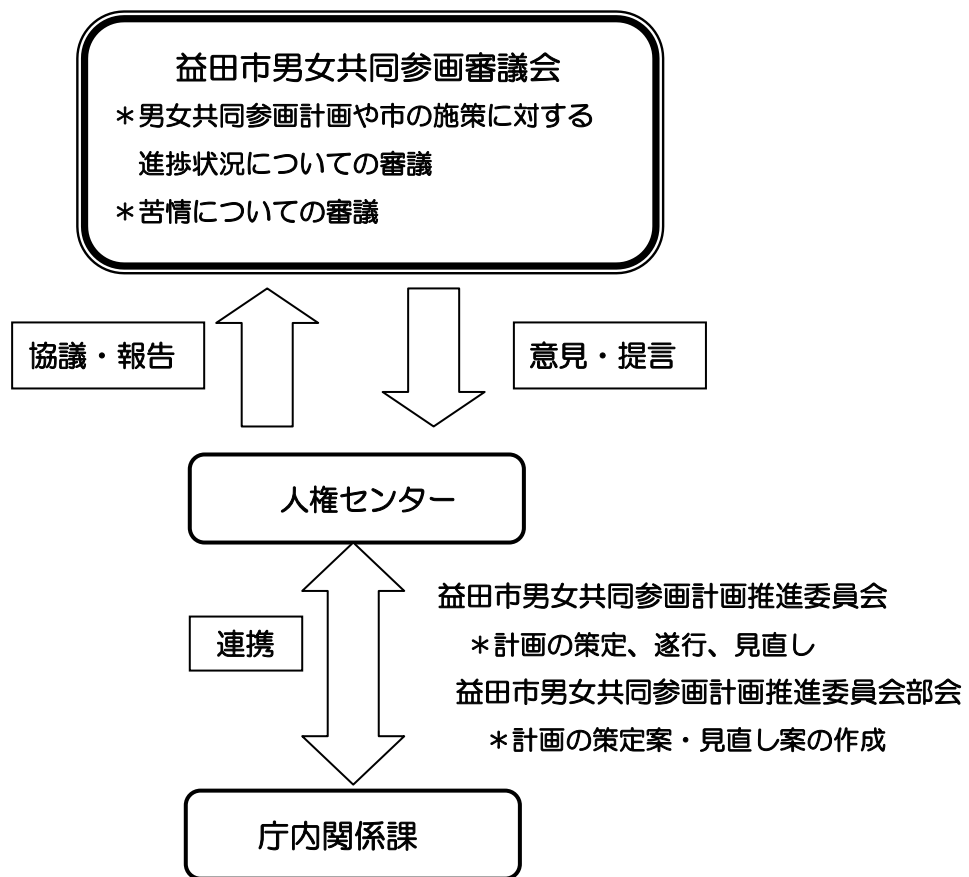 益田市男女共同参画審議会
＊男女共同参画計画や市の施策に対する
進捗状況についての審議
＊苦情についての審議
協議・報告
意見・提言
人権センター
益田市男女共同参画計画推進委員会
連携
＊計画の策定、遂行、見直し
益田市男女共同参画計画推進委員会部会
＊計画の策定案・見直し案の作成
庁内関係課